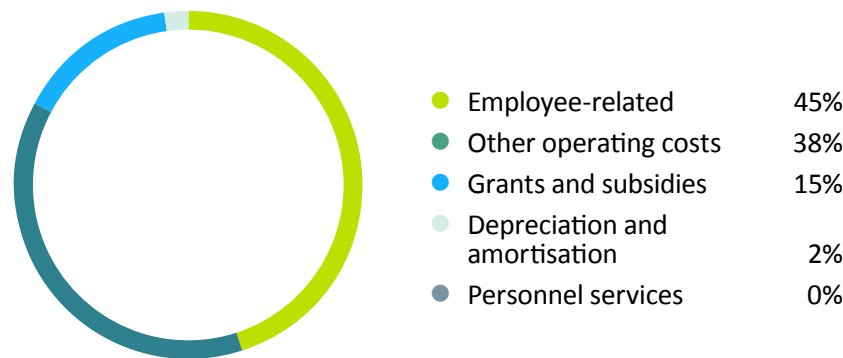 Employee-related 45%
Other operating costs 38%
Grants and subsidies 15%
Depreciation and
amortisation 2%
Personnel services 0%